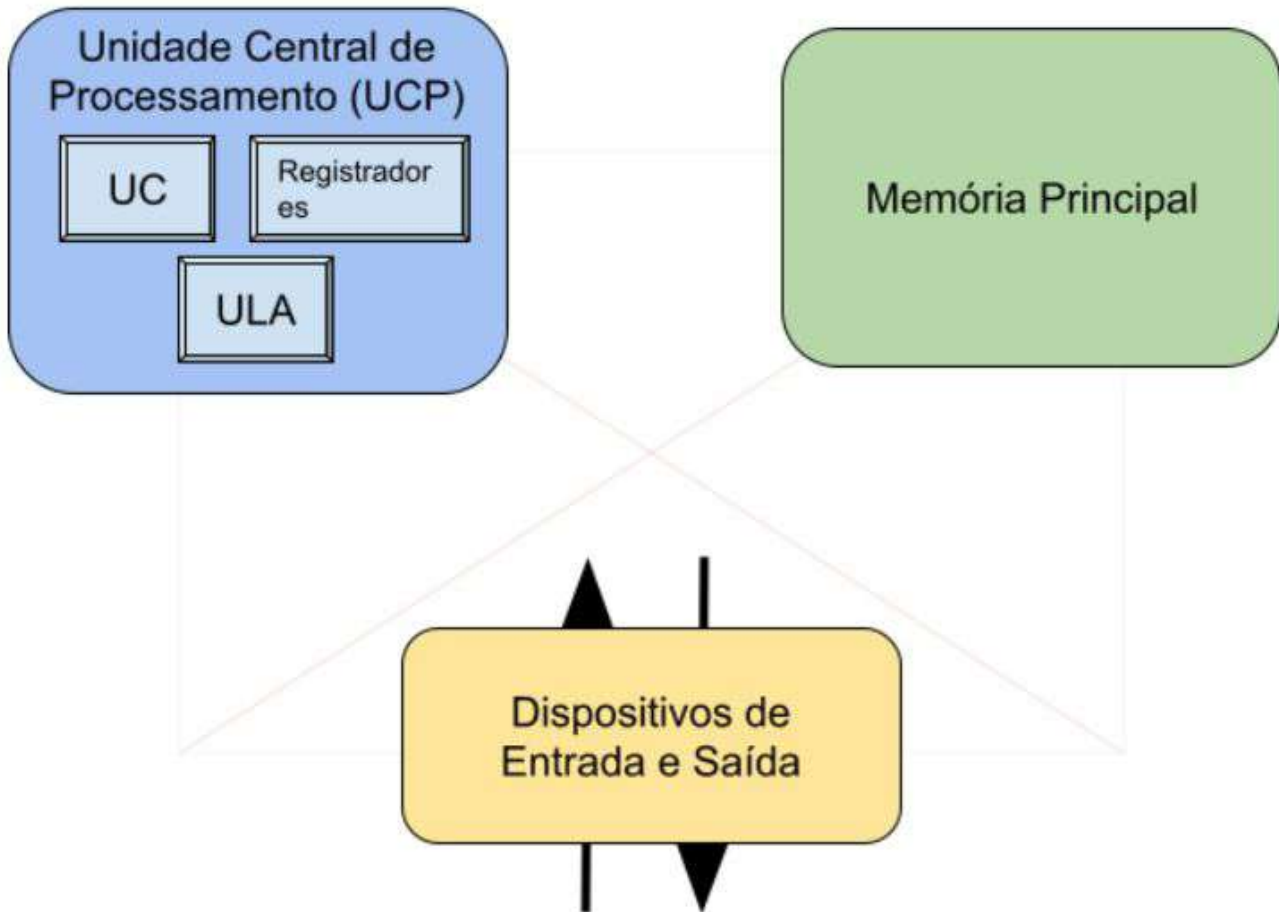 Unidade Central de
Processamento (UCP)
UC
Registrador
es
ULA
Memória Principal
Dispositivos de
Entrada e Saída